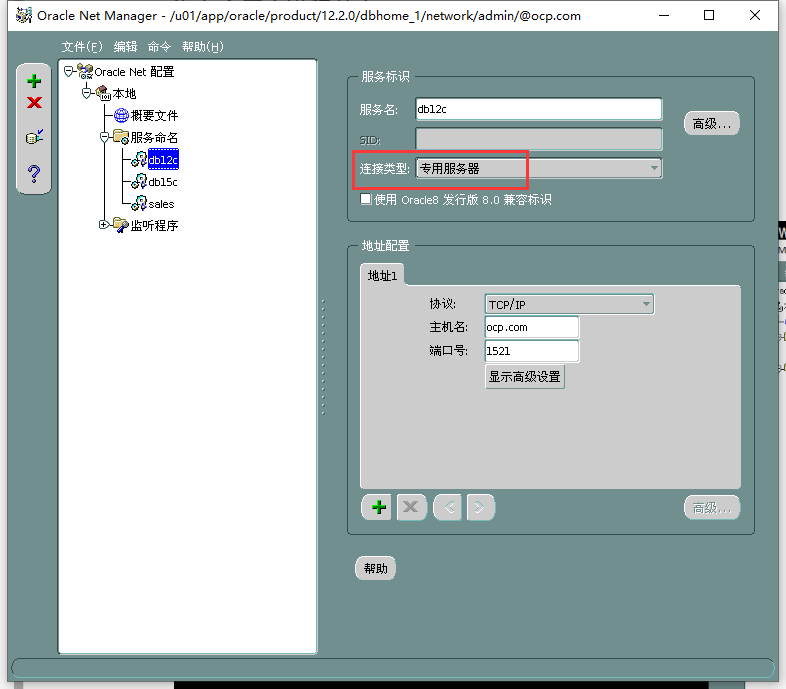 Oracle Net Manager - /u01/app/oracle/product/12.2.0/dbhome_1/network/admin/@ocp.com
文件(F) 编辑 命令 帮助(H)
Oracle Net 配置
本地
概要文件
服务命名
db12c
db15c
sales
监听程序
服务标识
服务名: db12c
高级...
SID:
连接类型: 专用服务器
使用 Oracle8 发行版 8.0 兼容标识
地址配置
地址1
协议: TCP/IP
主机名: ocp.com
端口号: 1521
显示高级设置
高级...
帮助